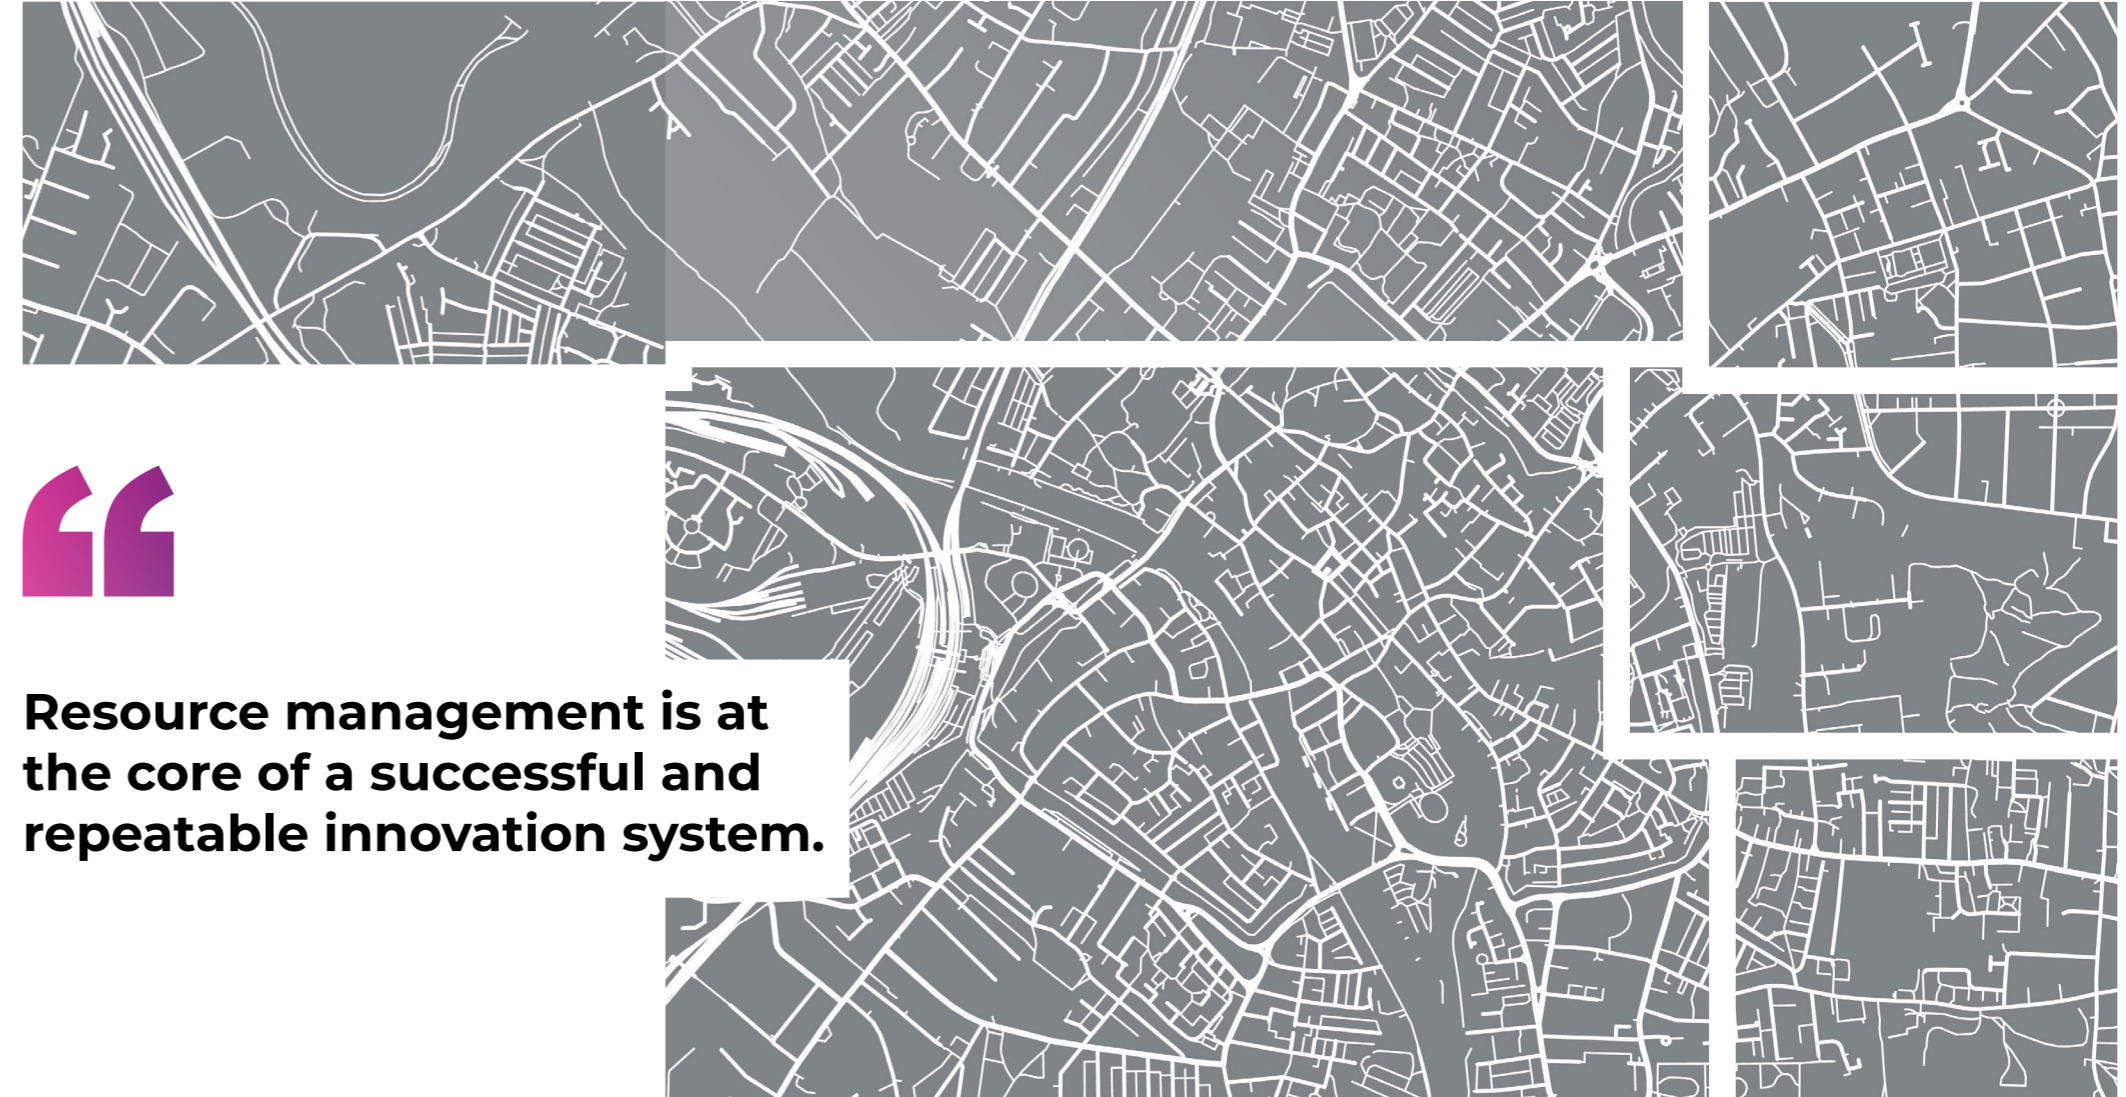 “
Resource management is at
the core of a successful and
repeatable innovation system.